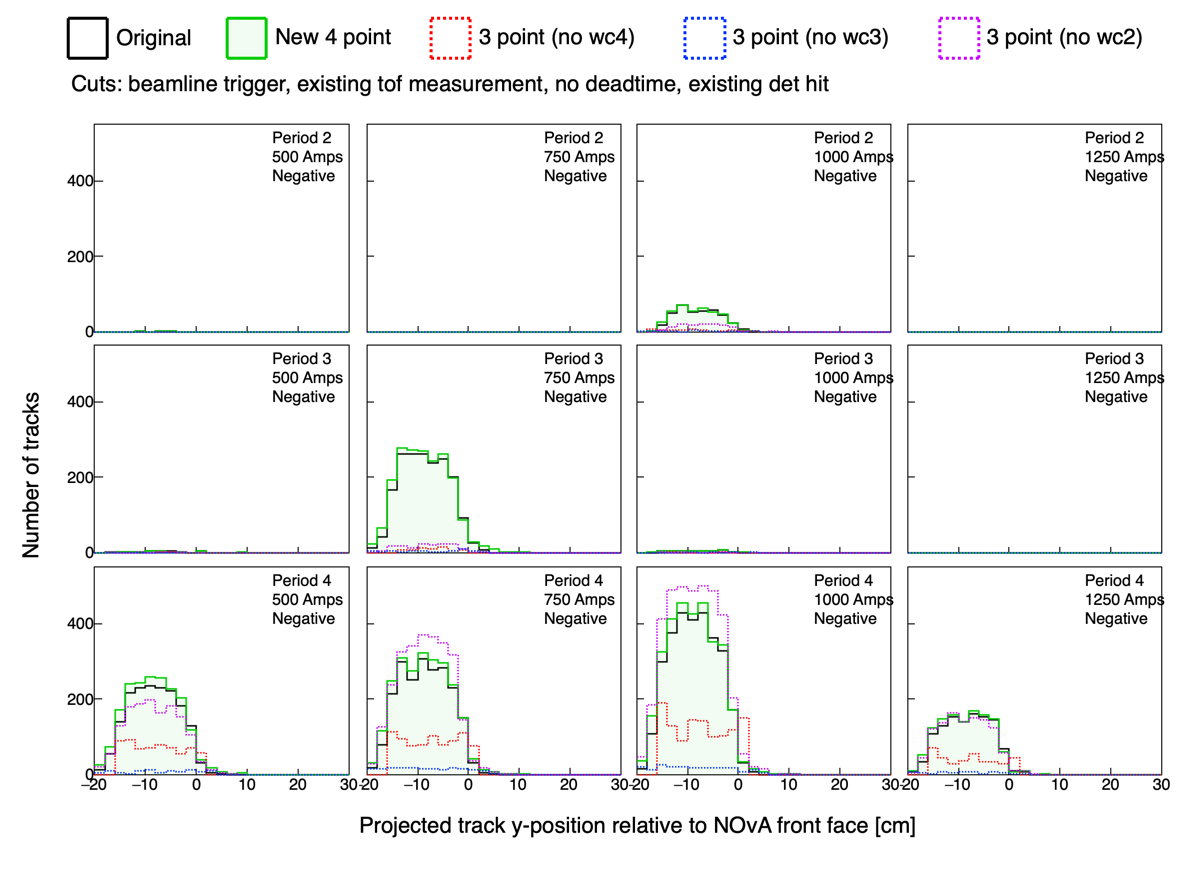 Original New 4 point 3 point (no wc4) 3 point (no wc3) 3 point (no wc2)
Cuts: beamline trigger, existing tof measurement, no deadtime, existing det hit
Period 2
500 Amps
Negative
Period 2
750 Amps
Negative
Period 2
1000 Amps
Negative
Period 2
1250 Amps
Negative
400
200
0
Period 3
500 Amps
Negative
Period 3
750 Amps
Negative
Period 3
1000 Amps
Negative
Period 3
1250 Amps
Negative
400
200
0
Number of tracks
Period 4
500 Amps
Negative
Period 4
750 Amps
Negative
Period 4
1000 Amps
Negative
Period 4
1250 Amps
Negative
400
200
0
−20 −10 0 10 20 30 −20 −10 0 10 20 30 −20 −10 0 10 20 30 −20 −10 0 10 20 30
Projected track y-position relative to NOvA front face [cm]